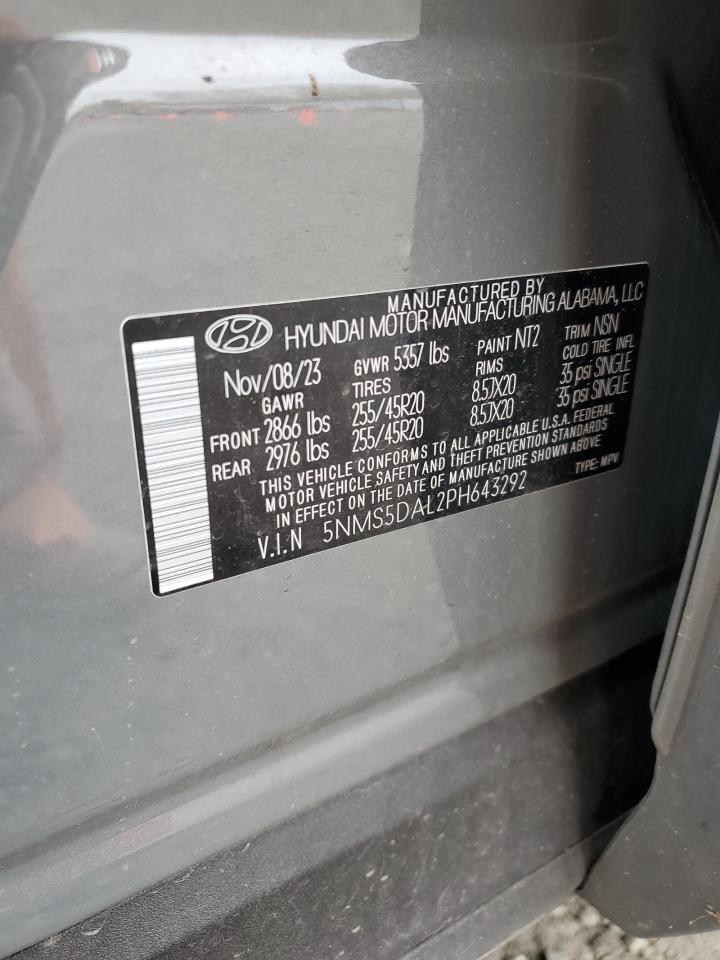 MANUFACTURED BY
HYUNDAI MOTOR MANUFACTURING ALABAMA, LLC
Nov/08/23 GVWR 5357 lbs PAINT NT2 TRIM NSN
GAWR TIRES RIMS COLD TIRE INFL
FRONT 2866 lbs 255/45R20 8.5JX20 35 psi SINGLE
REAR 2976 lbs 255/45R20 8.5JX20 35 psi SINGLE
THIS VEHICLE CONFORMS TO ALL APPLICABLE U.S.A. FEDERAL
MOTOR VEHICLE SAFETY AND THEFT PREVENTION STANDARDS
IN EFFECT ON THE DATE OF MANUFACTURE SHOWN ABOVE
V.I.N 5NMS5DAL2PH643292 TYPE: MPV